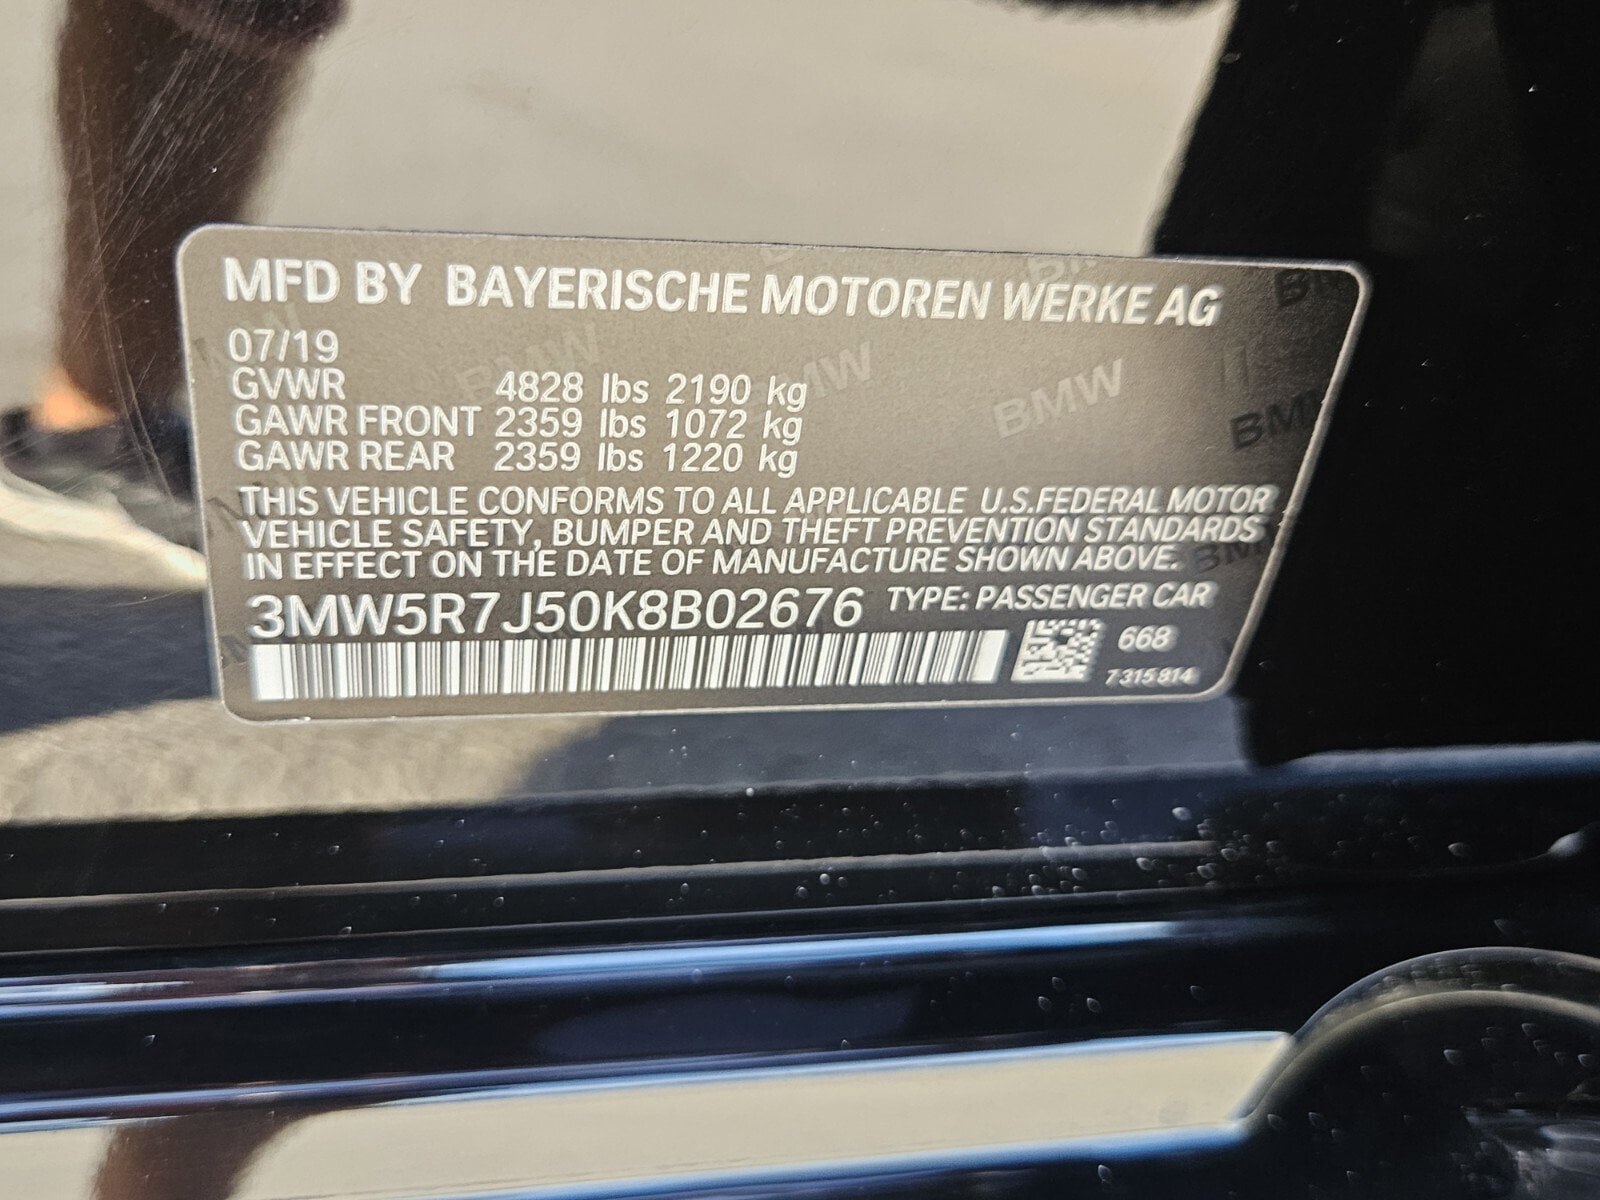 MFD BY BAYERISCHE MOTOREN WERKE AG
07/19
GVWR 4828 lbs 2190 kg
GAWR FRONT 2359 lbs 1072 kg
GAWR REAR 2359 lbs 1220 kg
THIS VEHICLE CONFORMS TO ALL APPLICABLE U.S.FEDERAL MOTOR
VEHICLE SAFETY, BUMPER AND THEFT PREVENTION STANDARDS
IN EFFECT ON THE DATE OF MANUFACTURE SHOWN ABOVE.
3MW5R7J50K8B02676 TYPE: PASSENGER CAR
668
7 315 814
BMW
BMW
BMW